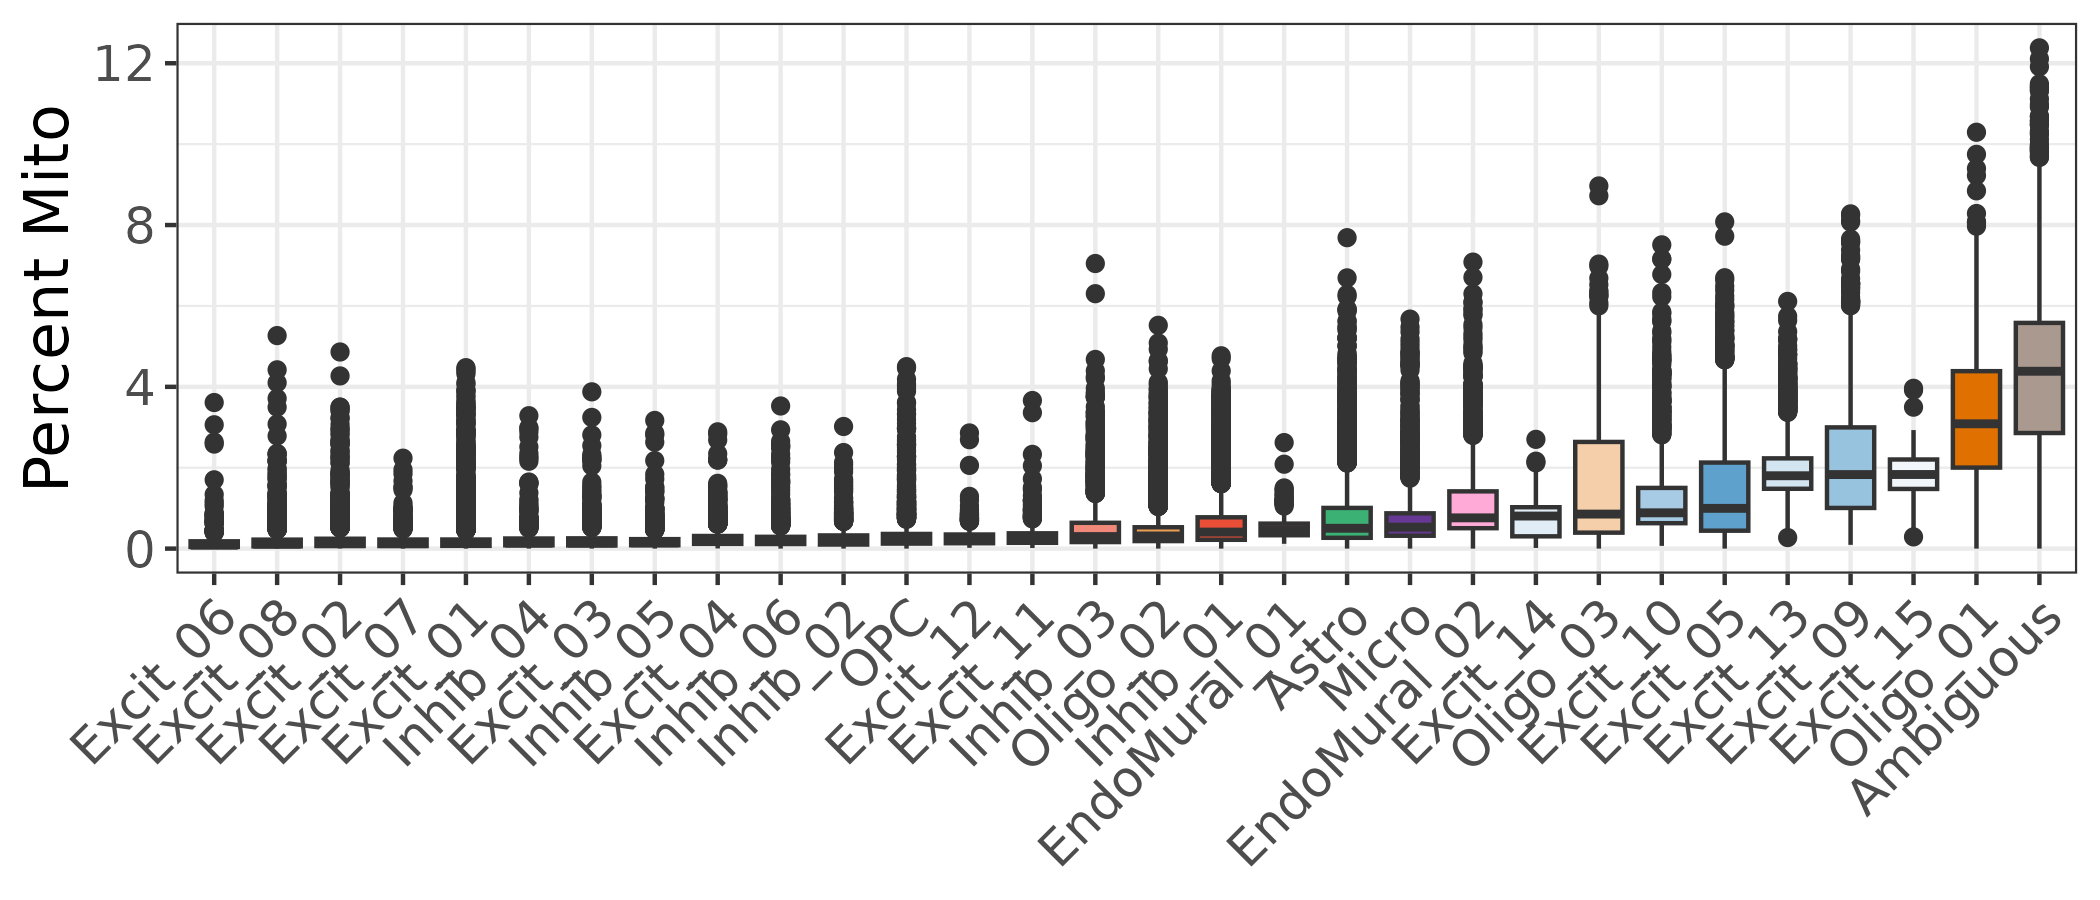 Percent Mito
12
8
4
0
Excit_06
Excit_08
Excit_02
Excit_07
Excit_01
Inhib_04
Excit_03
Inhib_05
Excit_04
Inhib_06
Inhib_02
OPC
Excit_12
Excit_11
Inhib_03
Oligo_02
Inhib_01
EndoMural_01
Astro
Micro
EndoMural_02
Excit_14
Oligo_03
Excit_10
Excit_05
Excit_13
Excit_09
Excit_15
Oligo_01
Ambiguous